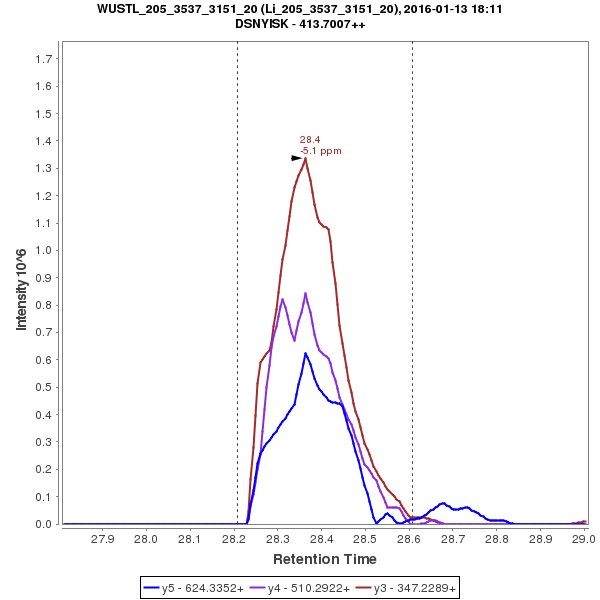 WUSTL_205_3537_3151_20 (Li_205_3537_3151_20), 2016-01-13 18:11
DSNYISK - 413.7007++
1.7
1.6
1.5
1.4
1.3
1.2
1.1
1.0
0.9
0.8
0.7
0.6
0.5
0.4
0.3
0.2
0.1
0.0
Intensity 10^6
28.4
-5.1 ppm
27.9 28.0 28.1 28.2 28.3 28.4 28.5 28.6 28.7 28.8 28.9 29.0
Retention Time
y5 - 624.3352+ y4 - 510.2922+ y3 - 347.2289+